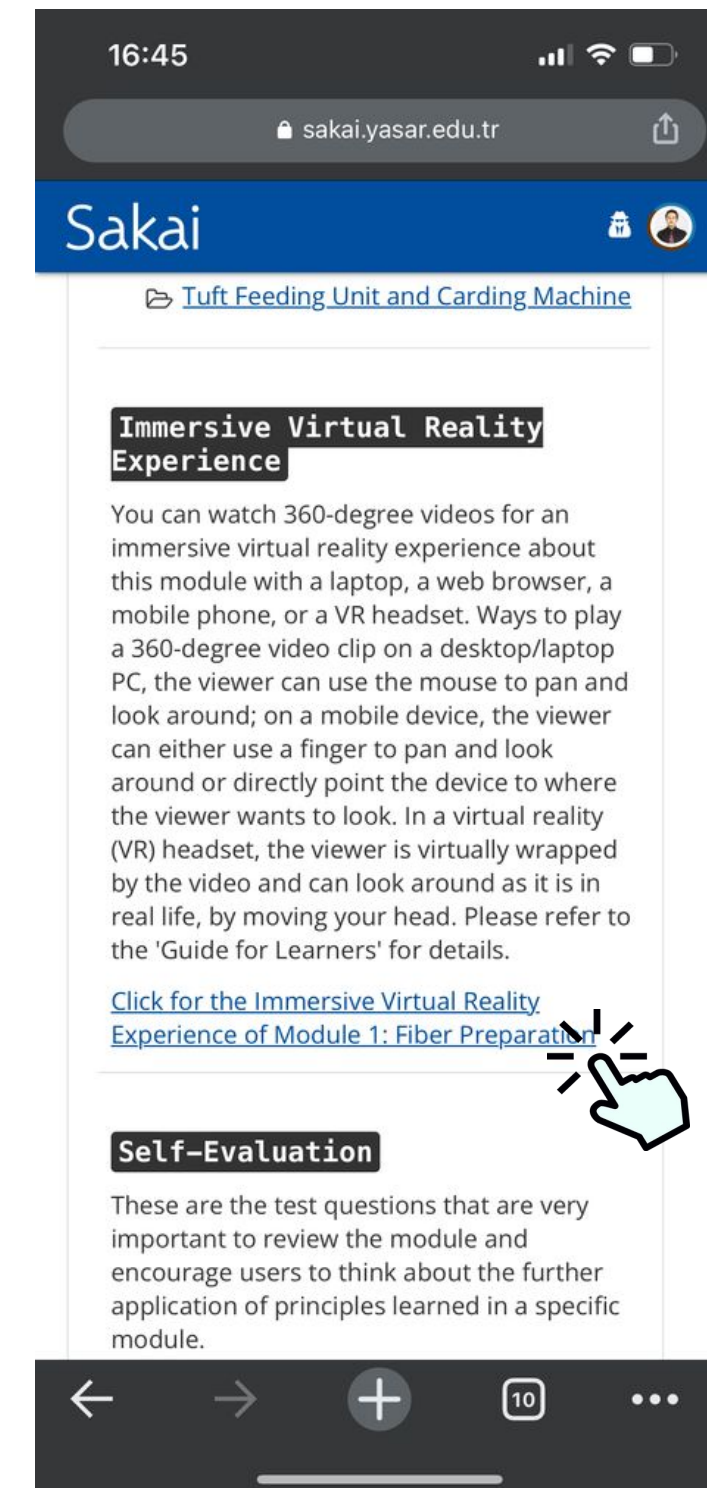 16:45
sakai.yasar.edu.tr
Sakai
Tuft Feeding Unit and Carding Machine
Immersive Virtual Reality
Experience
You can watch 360-degree videos for an
immersive virtual reality experience about
this module with a laptop, a web browser, a
mobile phone, or a VR headset. Ways to play
a 360-degree video clip on a desktop/laptop
PC, the viewer can use the mouse to pan and
look around; on a mobile device, the viewer
can either use a finger to pan and look
around or directly point the device to where
the viewer wants to look. In a virtual reality
(VR) headset, the viewer is virtually wrapped
by the video and can look around as it is in
real life, by moving your head. Please refer to
the 'Guide for Learners' for details.
Click for the Immersive Virtual Reality
Experience of Module 1: Fiber Preparation
Self-Evaluation
These are the test questions that are very
important to review the module and
encourage users to think about the further
application of principles learned in a specific
module.
10